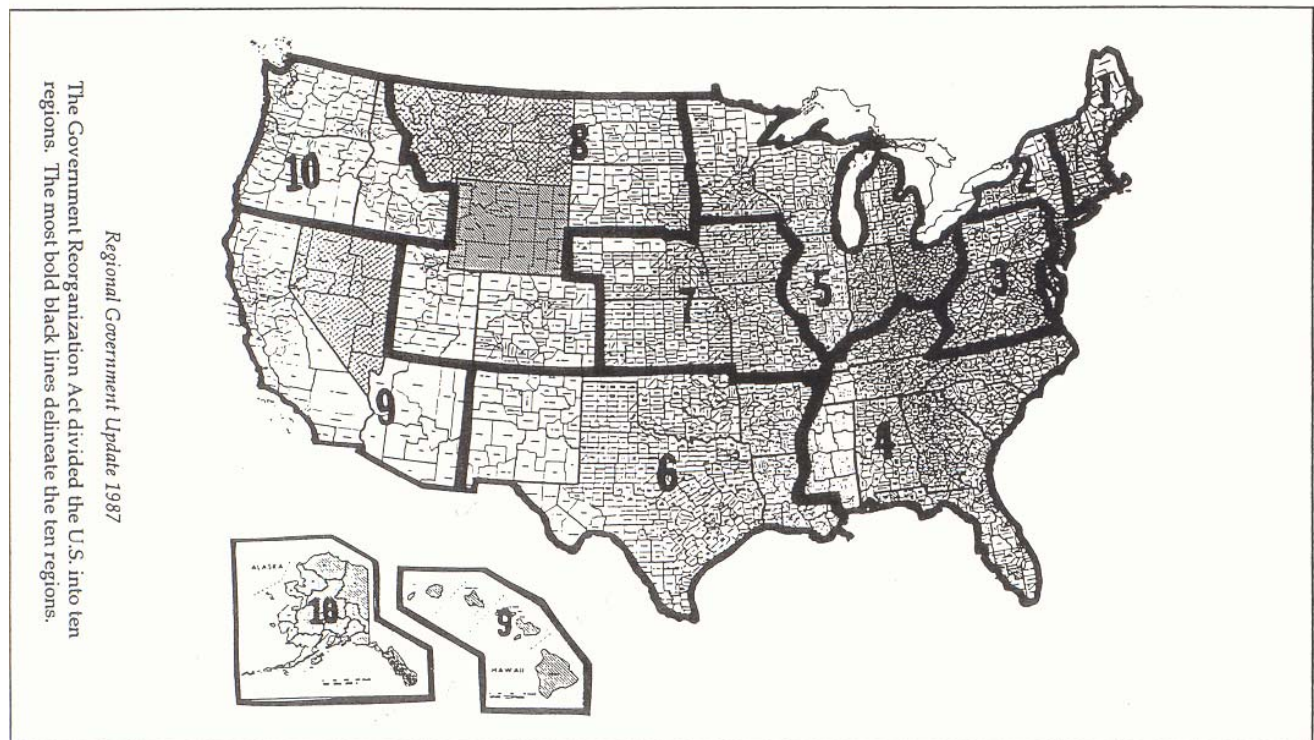 Regional Government Update 1987
The Government Reorganization Act divided the U.S. into ten
regions. The most bold black lines delineate the ten regions.
1
2
3
4
5
6
7
8
9
10
ALASKA
10
HAWAII
9